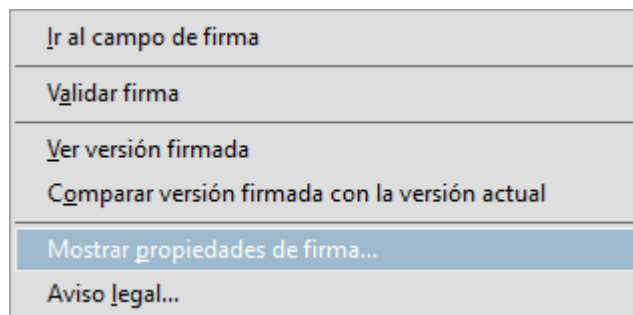 Ir al campo de firma
Validar firma
Ver versión firmada
Comparar versión firmada con la versión actual
Mostrar propiedades de firma...
Aviso legal...